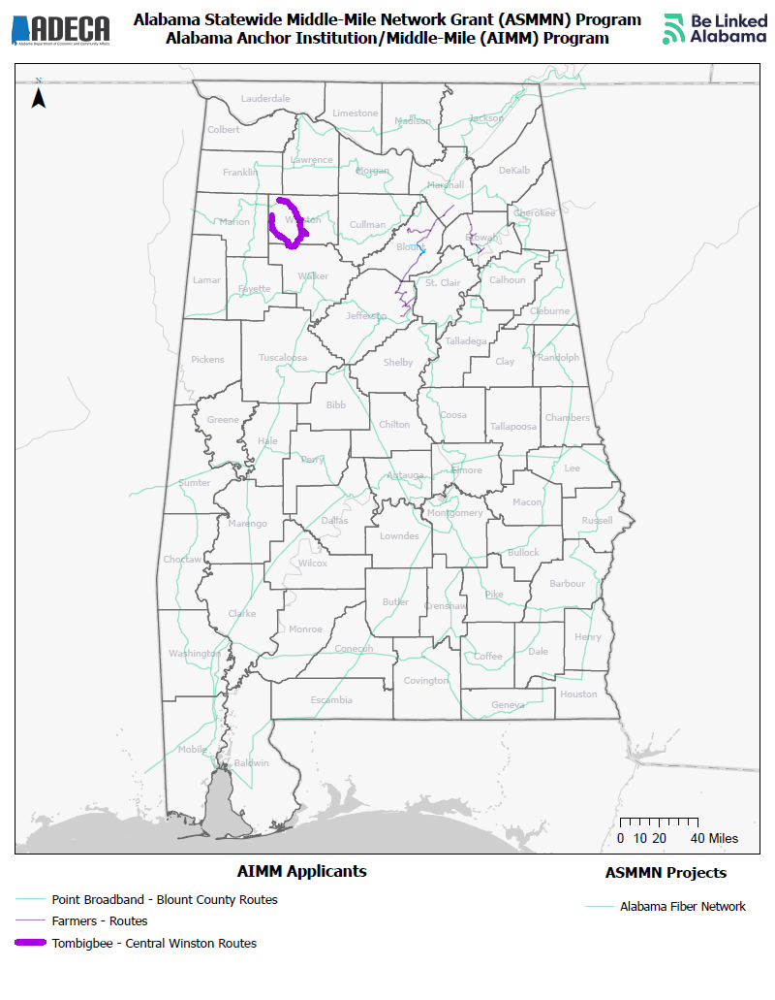 ADECA
Alabama Department of Economic and Community Affairs
Alabama Statewide Middle-Mile Network Grant (ASMMN) Program
Alabama Anchor Institution/Middle-Mile (AIMM) Program
Be Linked
Alabama
N
Lauderdale
Limestone
Madison
Jackson
Colbert
Lawrence
Franklin
Morgan
DeKalb
Marshall
Cherokee
Marion
Winston
Cullman
Etowah
Blount
Lamar
Walker
Fayette
St. Clair
Calhoun
Jefferson
Cleburne
Talladega
Pickens
Tuscaloosa
Shelby
Clay
Randolph
Bibb
Greene
Chilton
Coosa
Tallapoosa
Chambers
Hale
Perry
Autauga
Elmore
Lee
Sumter
Macon
Marengo
Dallas
Montgomery
Russell
Lowndes
Choctaw
Wilcox
Bullock
Barbour
Clarke
Butler
Crenshaw
Pike
Monroe
Conecuh
Henry
Washington
Coffee
Dale
Covington
Escambia
Geneva
Houston
Mobile
Baldwin
0 10 20 40 Miles
AIMM Applicants
Point Broadband - Blount County Routes
Farmers - Routes
Tombigbee - Central Winston Routes
ASMMN Projects
Alabama Fiber Network